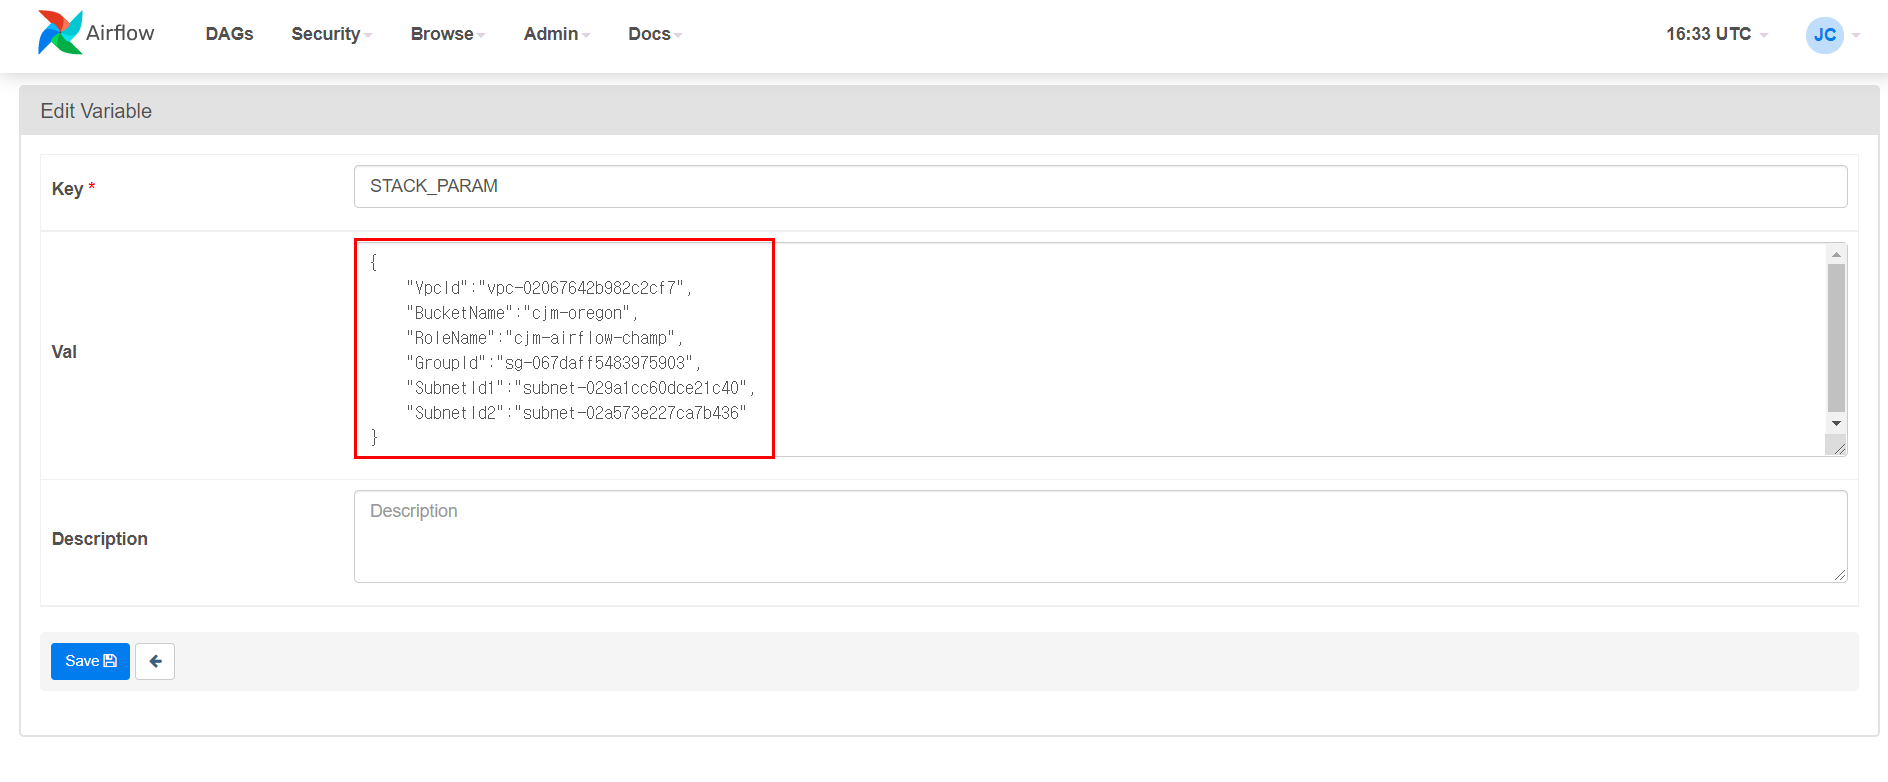 Airflow DAGs Security Browse Admin Docs 16:33 UTC JC
Edit Variable
Key *
STACK_PARAM
Val
{
"VpcId":"vpc-02067642b982c2cf7",
"BucketName":"cjm-oregon",
"RoleName":"cjm-airflow-champ",
"GroupId":"sg-067daff5483975903",
"SubnetId1":"subnet-029a1cc60dce21c40",
"SubnetId2":"subnet-02a573e227ca7b436"
}
Description
Description
Save